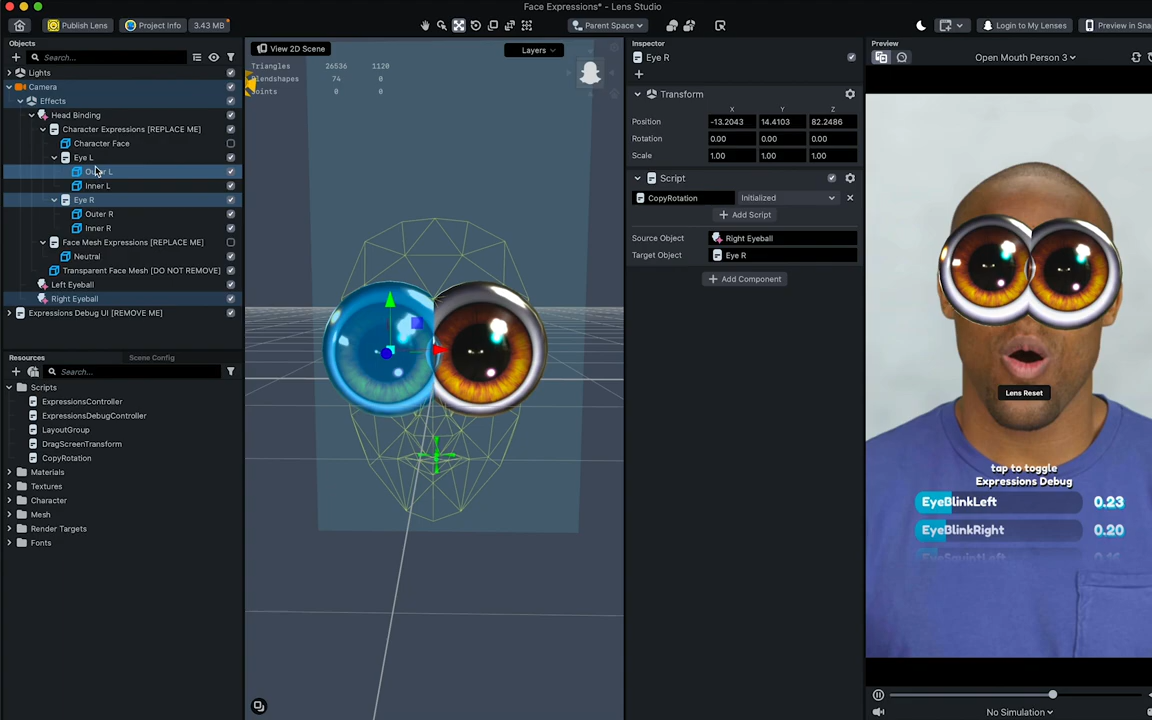 Face Expressions* - Lens Studio
Publish Lens
Project Info
3.43 MB
Parent Space
Login to My Lenses
Preview in Snap
Objects
Search...
Lights
Camera
Effects
Head Binding
Character Expressions [REPLACE ME]
Character Face
Eye L
Outer L
Inner L
Eye R
Outer R
Inner R
Face Mesh Expressions [REPLACE ME]
Neutral
Transparent Face Mesh [DO NOT REMOVE]
Left Eyeball
Right Eyeball
Expressions Debug UI [REMOVE ME]
Resources
Scene Config
Search...
Scripts
ExpressionsController
ExpressionsDebugController
LayoutGroup
DragScreenTransform
CopyRotation
Materials
Textures
Character
Mesh
Render Targets
Fonts
View 2D Scene
Layers
Triangles 26536 1120
Blendshapes 74 0
Joints 0 0
Inspector
Eye R
Transform
X Y Z
Position -13.2043 14.4103 82.2486
Rotation 0.00 0.00 0.00
Scale 1.00 1.00 1.00
Script
CopyRotation Initialized
Add Script
Source Object Right Eyeball
Target Object Eye R
Add Component
Preview
Open Mouth Person 3
Lens Reset
tap to toggle
Expressions Debug
EyeBlinkLeft 0.23
EyeBlinkRight 0.20
EyeSquintLeft 0.16
No Simulation